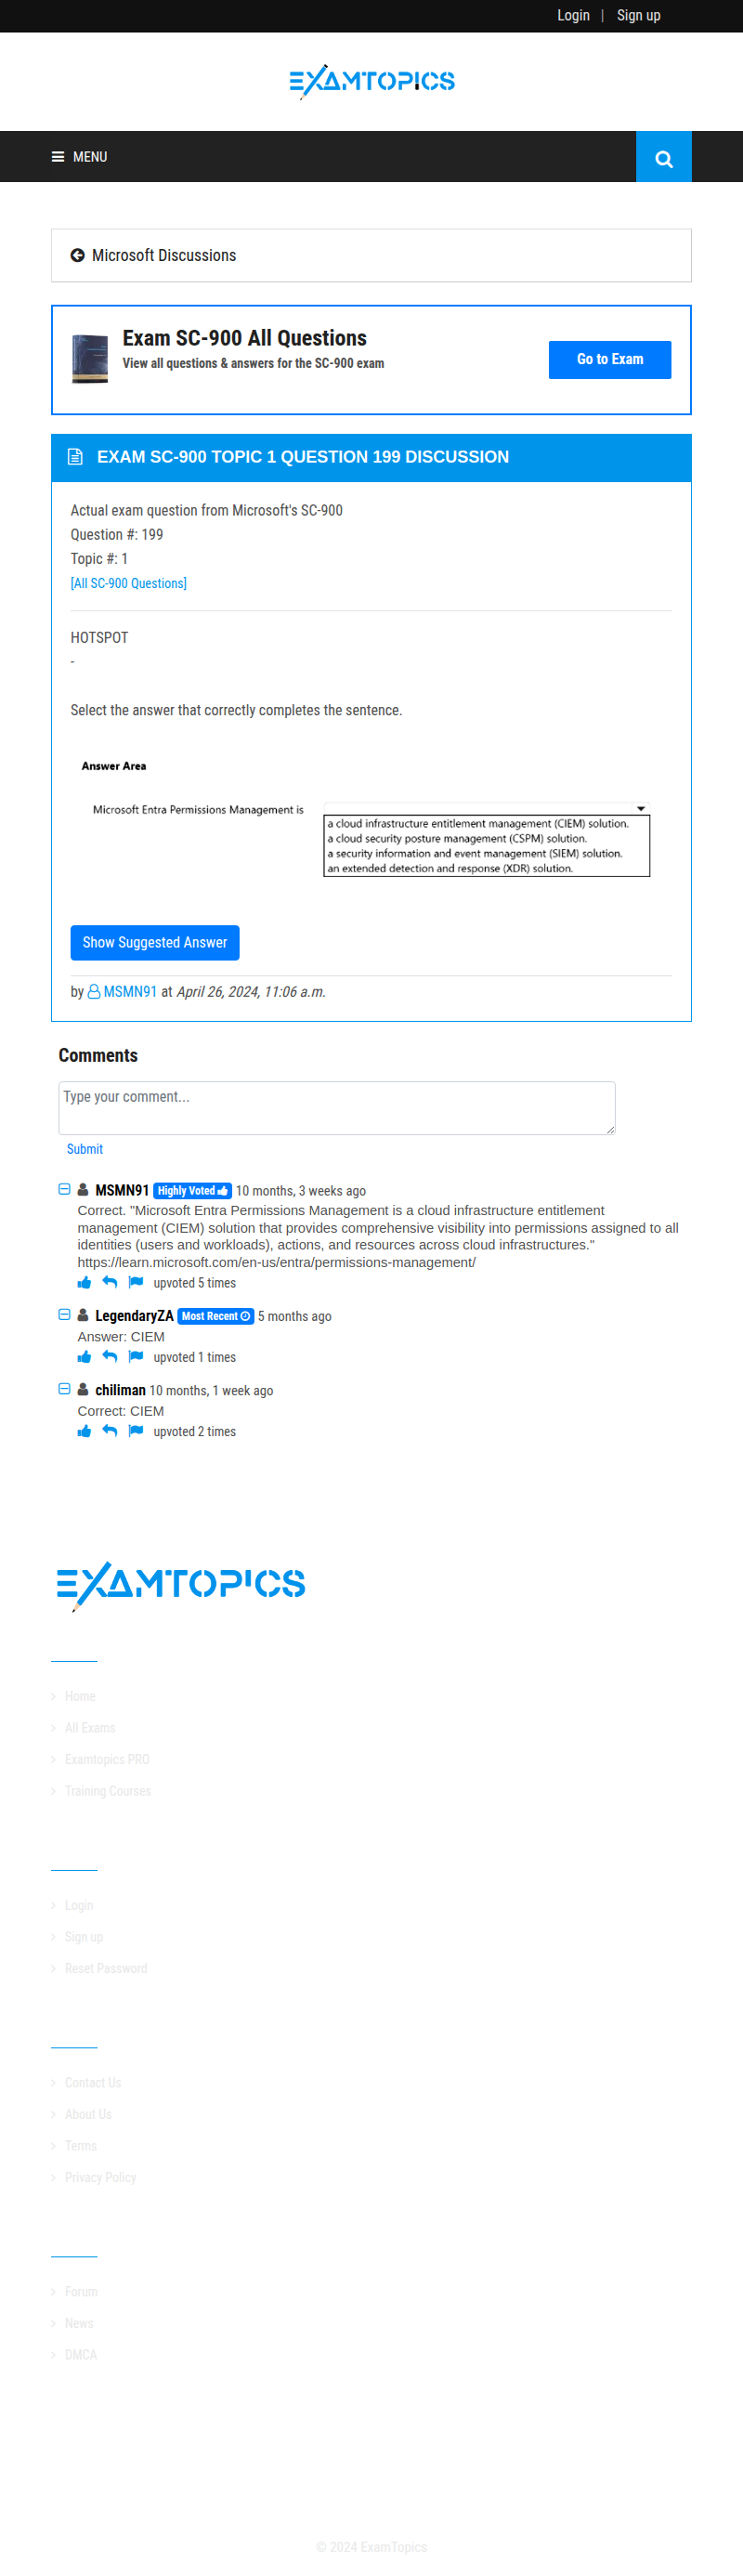 Login | Sign up
EXAMTOPICS
MENU
Microsoft Discussions
Exam SC-900 All Questions
View all questions & answers for the SC-900 exam
Go to Exam
EXAM SC-900 TOPIC 1 QUESTION 199 DISCUSSION
Actual exam question from Microsoft's SC-900
Question #: 199
Topic #: 1
[All SC-900 Questions]
HOTSPOT
-
Select the answer that correctly completes the sentence.
Answer Area
Microsoft Entra Permissions Management is
a cloud infrastructure entitlement management (CIEM) solution.
a cloud security posture management (CSPM) solution.
a security information and event management (SIEM) solution.
an extended detection and response (XDR) solution.
Show Suggested Answer
by MSMN91 at April 26, 2024, 11:06 a.m.
Comments
Type your comment...
Submit
MSMN91 Highly Voted 10 months, 3 weeks ago
Correct. "Microsoft Entra Permissions Management is a cloud infrastructure entitlement
management (CIEM) solution that provides comprehensive visibility into permissions assigned to all
identities (users and workloads), actions, and resources across cloud infrastructures."
https://learn.microsoft.com/en-us/entra/permissions-management/
upvoted 5 times
LegendaryZA Most Recent 5 months ago
Answer: CIEM
upvoted 1 times
chiliman 10 months, 1 week ago
Correct: CIEM
upvoted 2 times
EXAMTOPICS
Home
All Exams
Examtopics PRO
Training Courses
Login
Sign up
Reset Password
Contact Us
About Us
Terms
Privacy Policy
Forum
News
DMCA
© 2024 ExamTopics